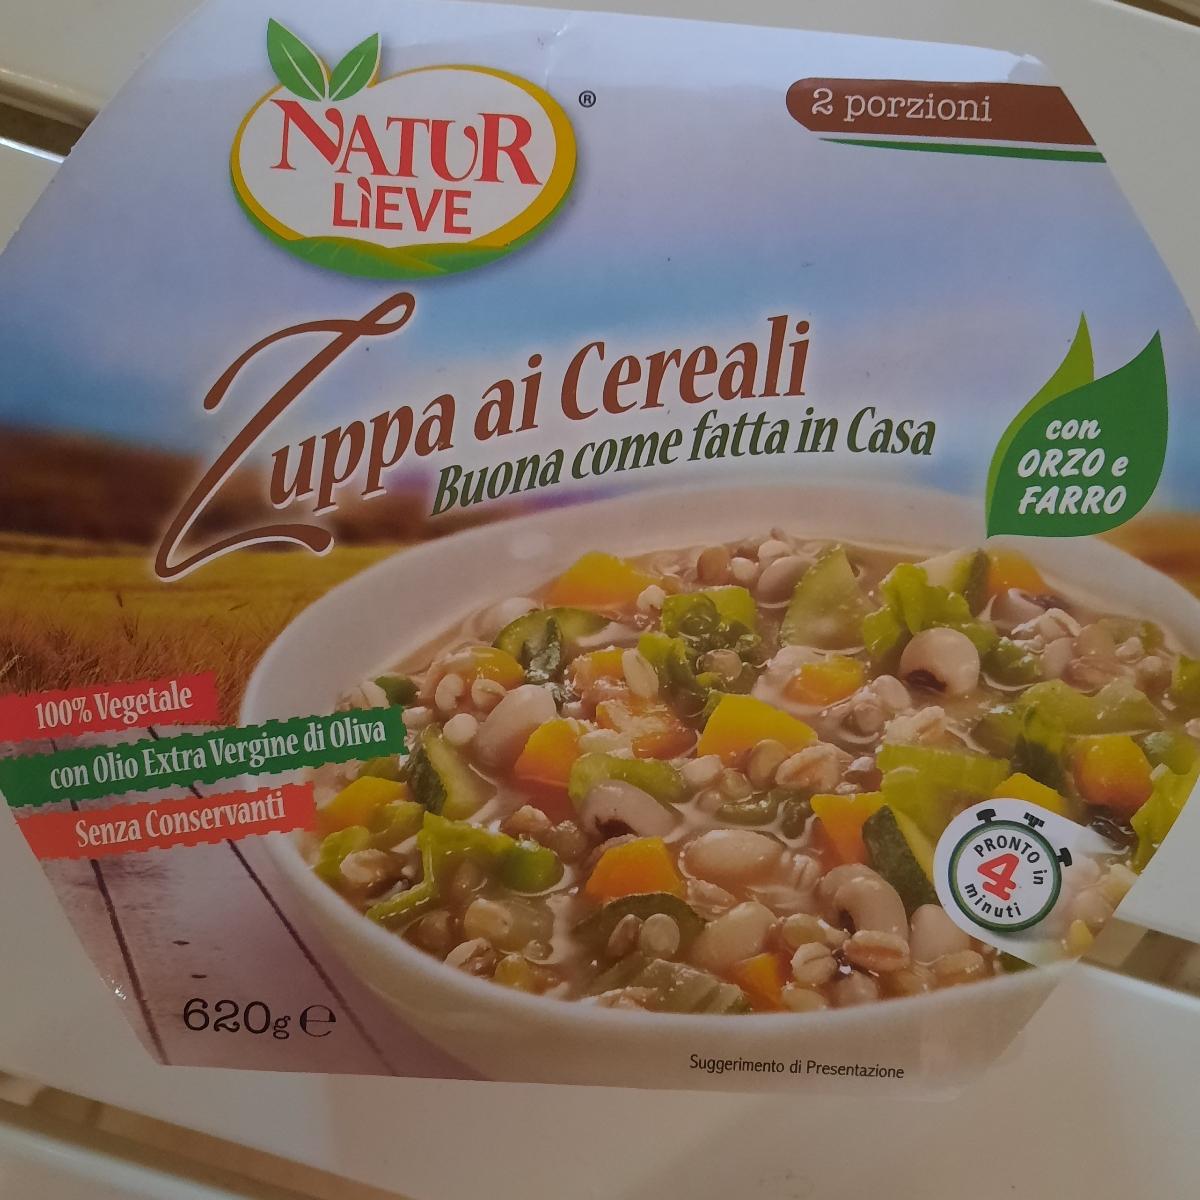 NATUR
LÌEVE
®
2 porzioni
Zuppa ai Cereali
Buona come fatta in Casa
con
ORZO e
FARRO
100% Vegetale
con Olio Extra Vergine di Oliva
Senza Conservanti
PRONTO in
4
minuti
620g e
Suggerimento di Presentazione